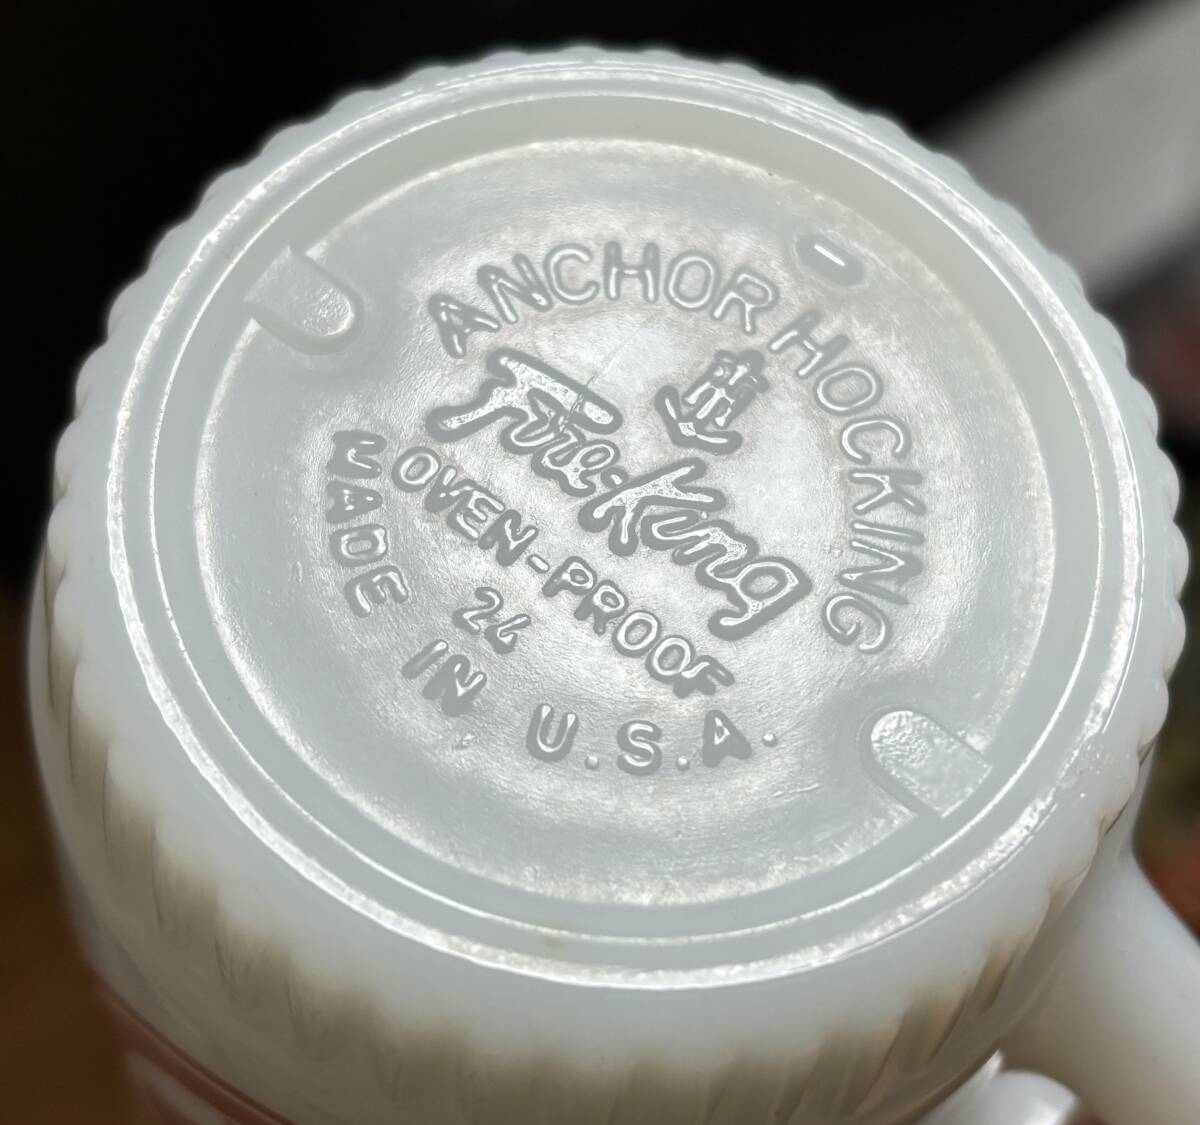 ANCHOR HOCKING
Fire-King
OVEN-PROOF
24
MADE IN U.S.A.